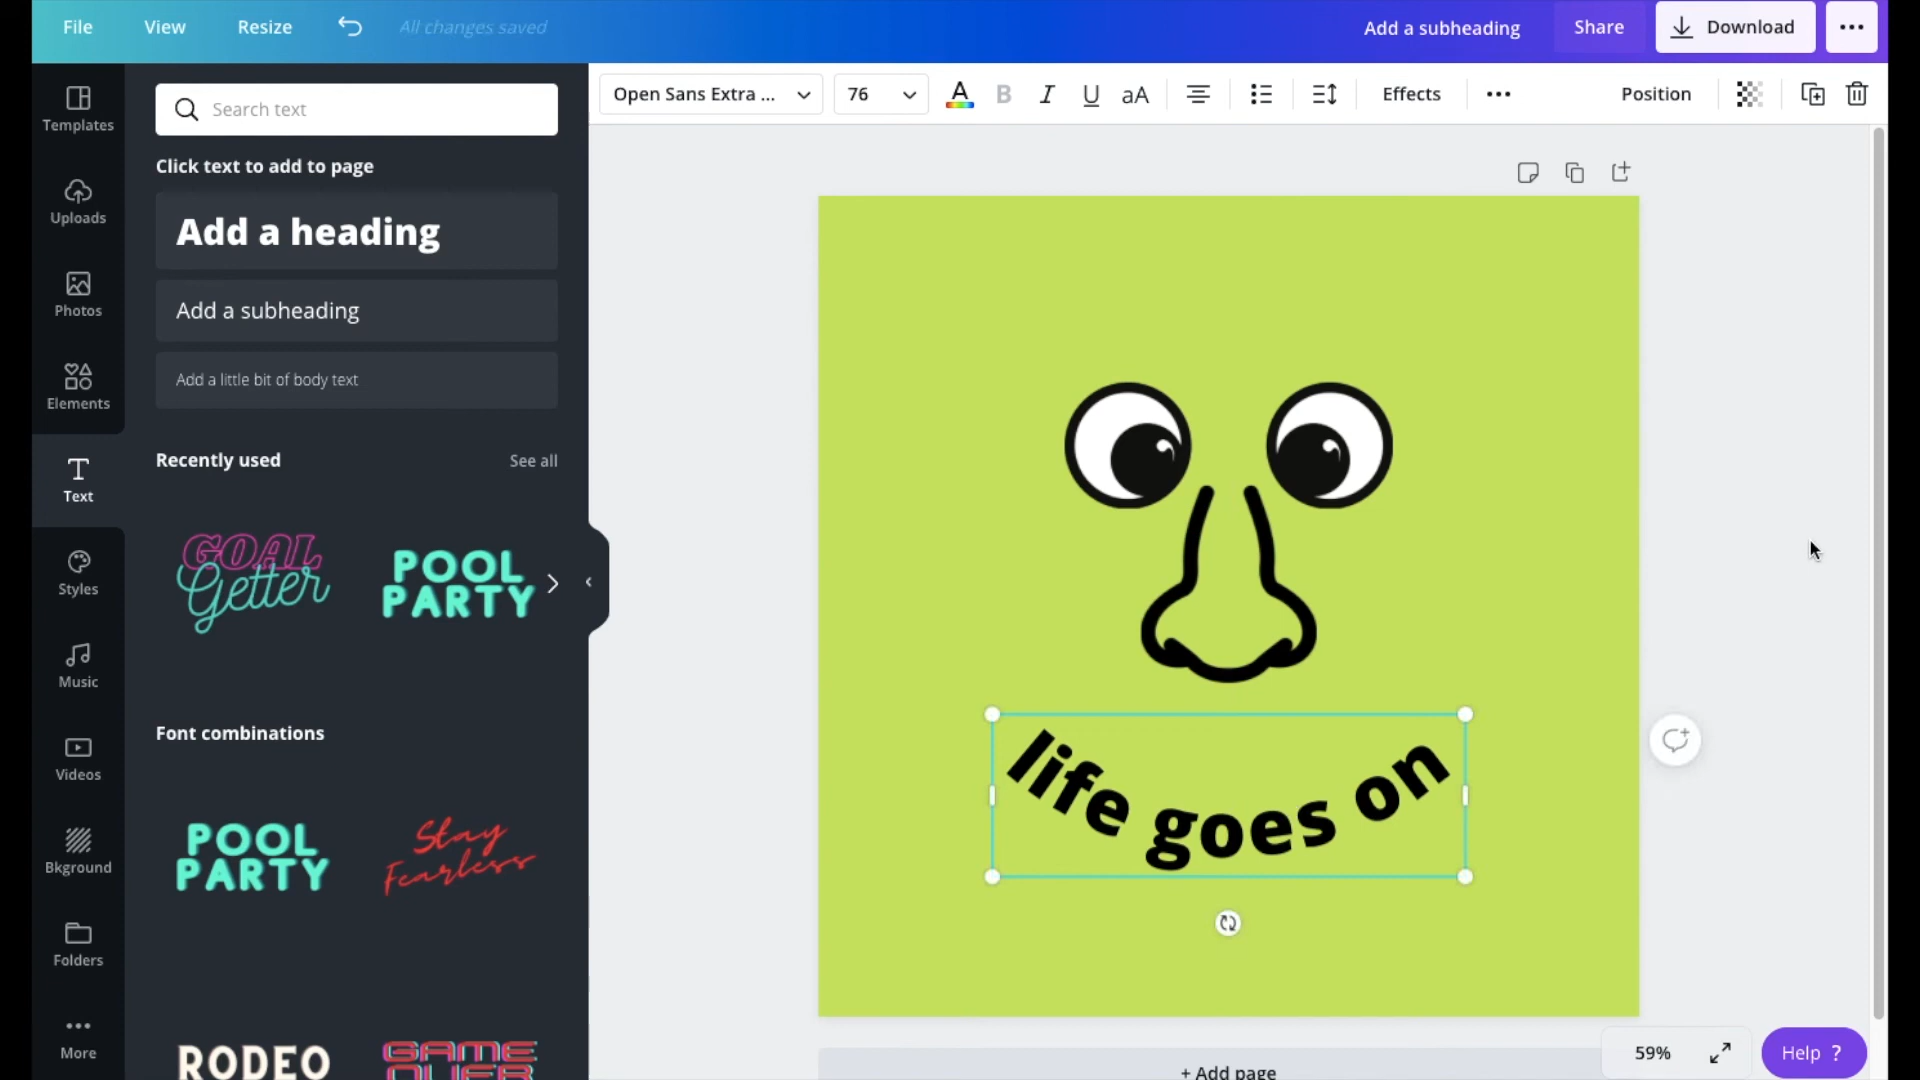 File
View
Resize
All changes saved
Add a subheading
Share
Download
Templates
Uploads
Photos
Elements
Text
Styles
Music
Videos
Bkground
Folders
More
Search text
Click text to add to page
Add a heading
Add a subheading
Add a little bit of body text
Recently used
See all
GOAL
Getter
POOL
PARTY
Font combinations
POOL
PARTY
Stay
Fearless
RODEO
GAME
OVER
Open Sans Extra ...
76
A
B
I
U
aA
Effects
Position
life goes on
+ Add page
59%
Help ?